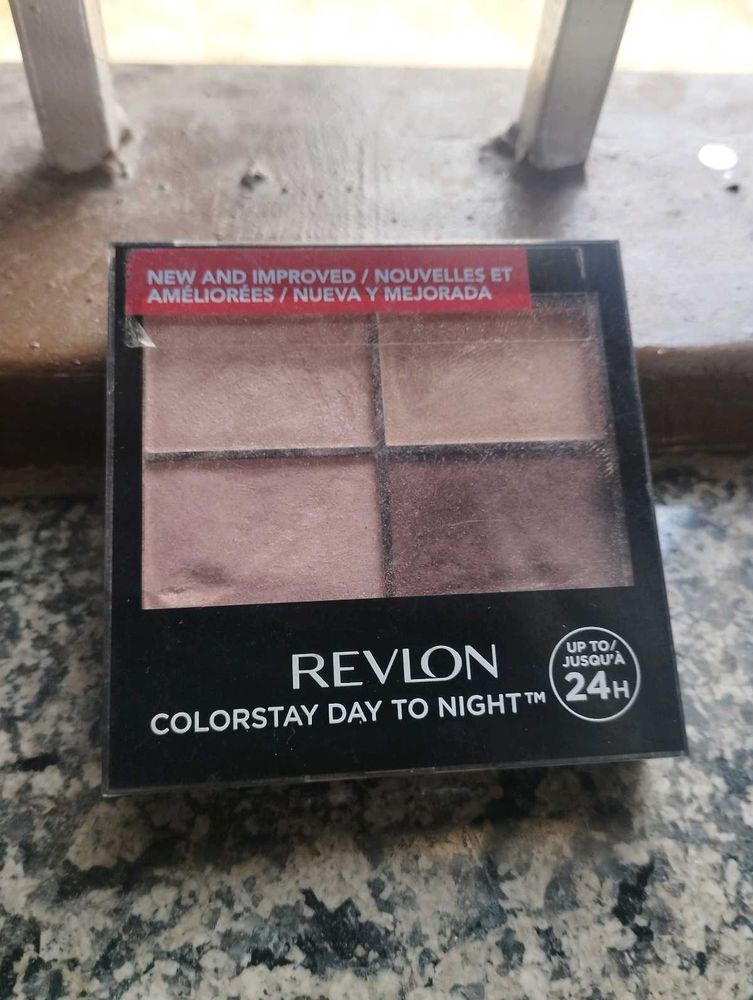 NEW AND IMPROVED / NOUVELLES ET
AMÉLIORÉES / NUEVA Y MEJORADA
REVLON
COLORSTAY DAY TO NIGHT™
UP TO/
JUSQU'À
24H